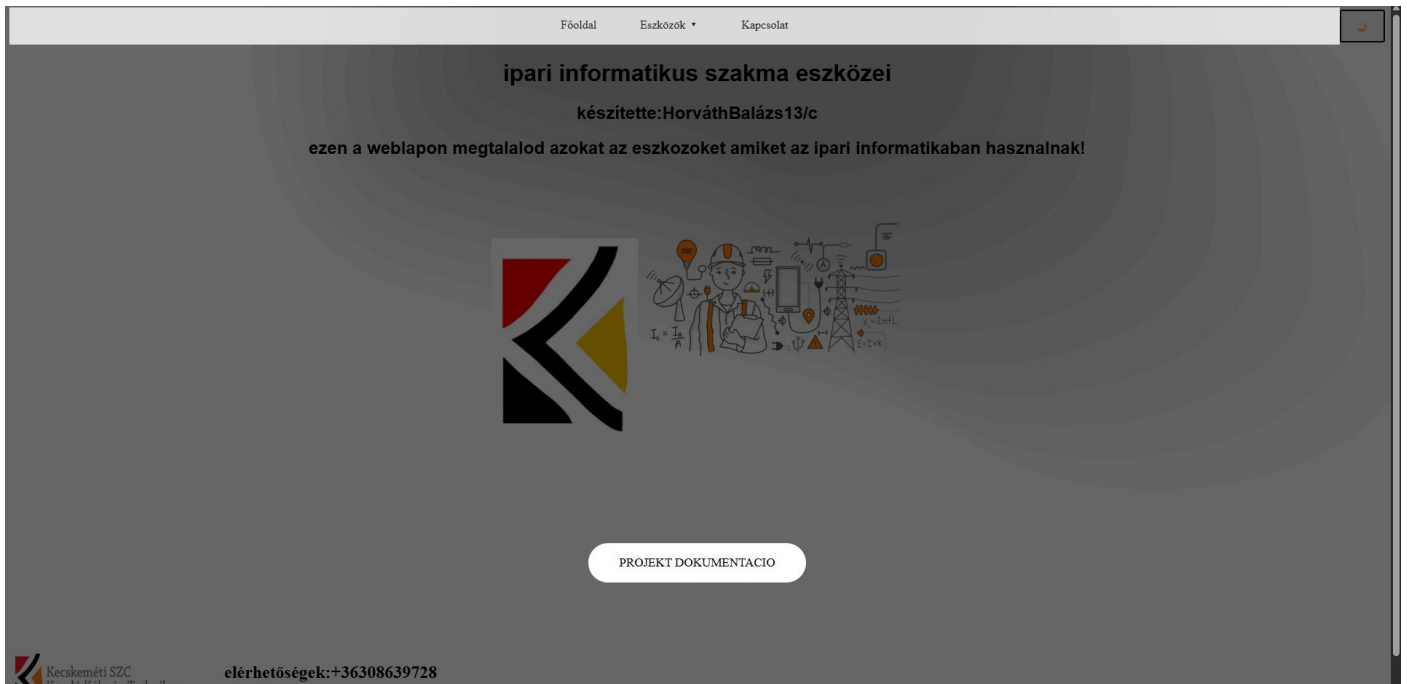 Főoldal Eszközök ▾ Kapcsolat
ipari informatikus szakma eszközei
készítette:HorváthBalázs13/c
ezen a weblapon megtalalod azokat az eszkozoket amiket az ipari informatikaban hasznalnak!
A
(+)
I =
A
E=I×R
PROJEKT DOKUMENTACIO
Kecskeméti SZC
elérhetőségek:+36308639728